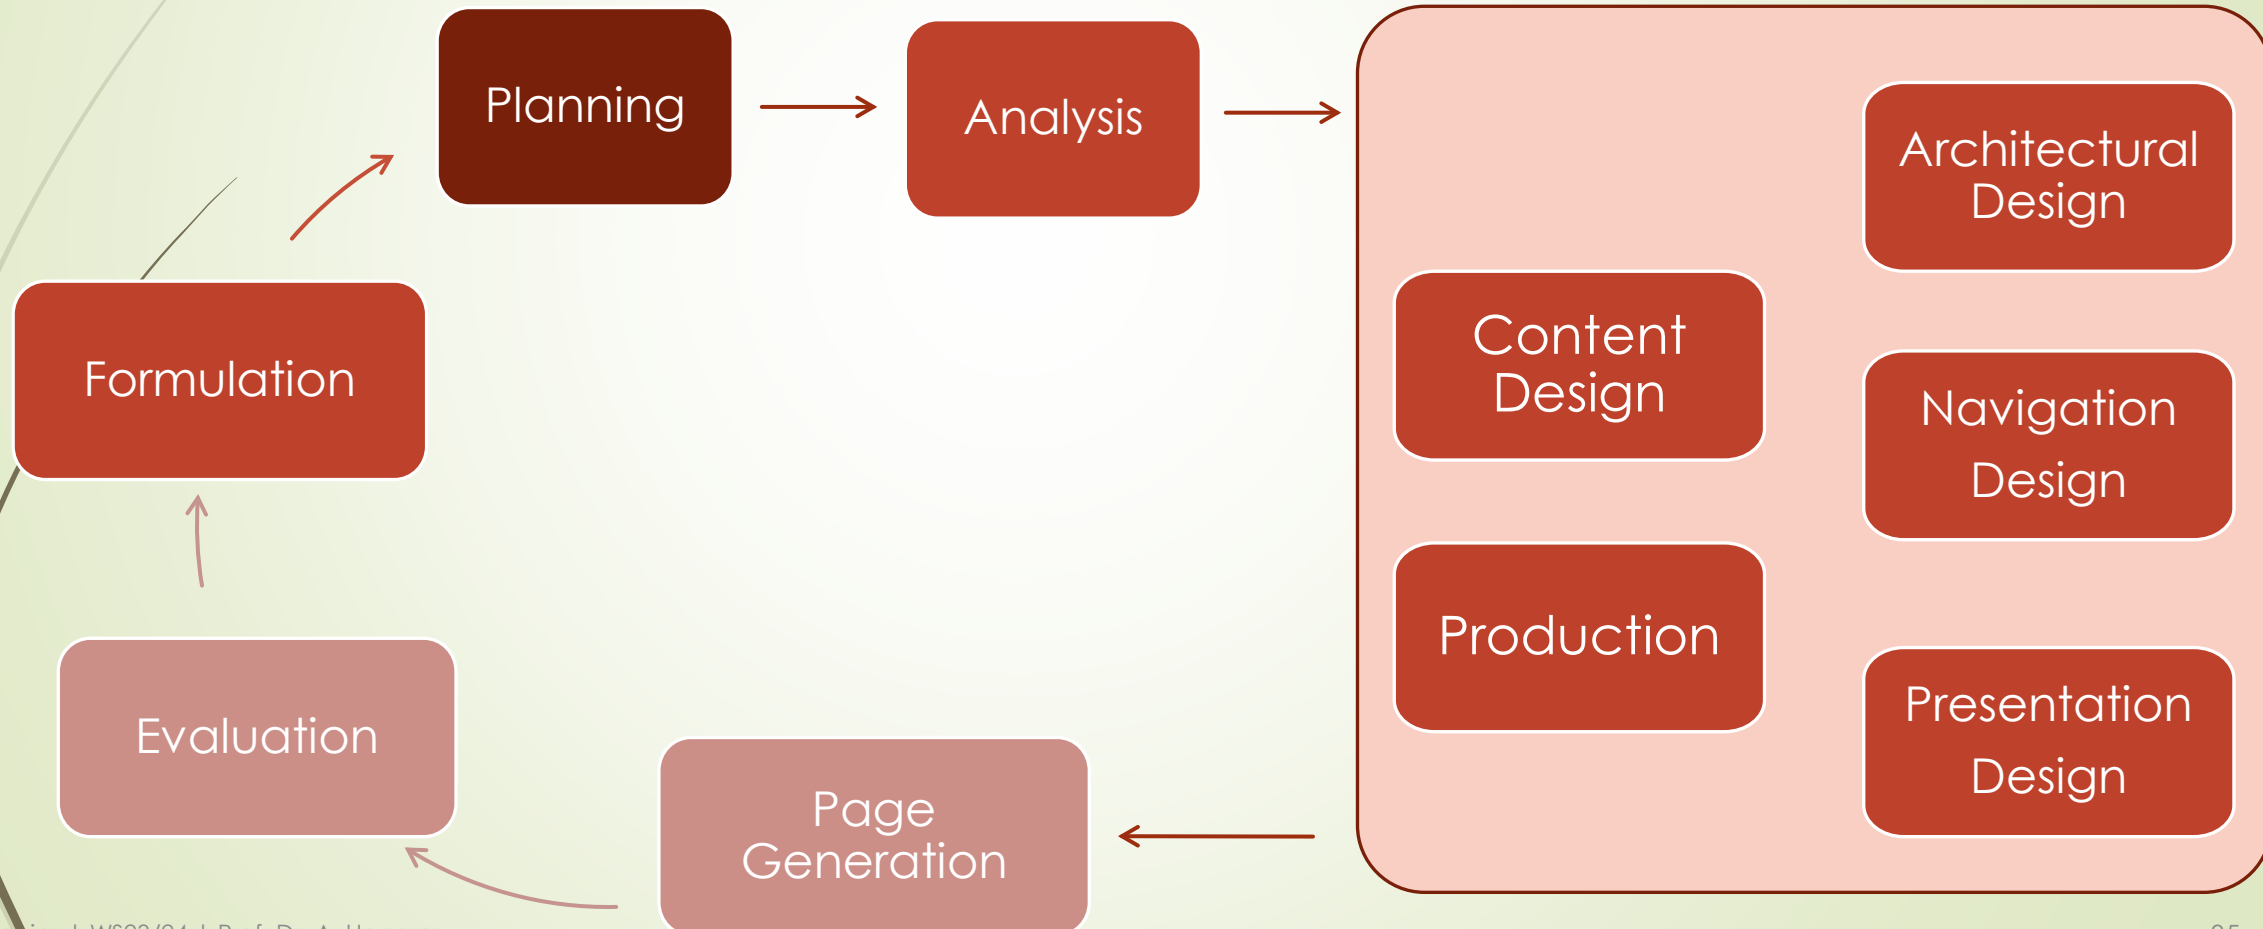 Planning
Analysis
Architectural
Design
Content
Design
Navigation
Design
Formulation
Production
Presentation
Design
Evaluation
Page
Generation